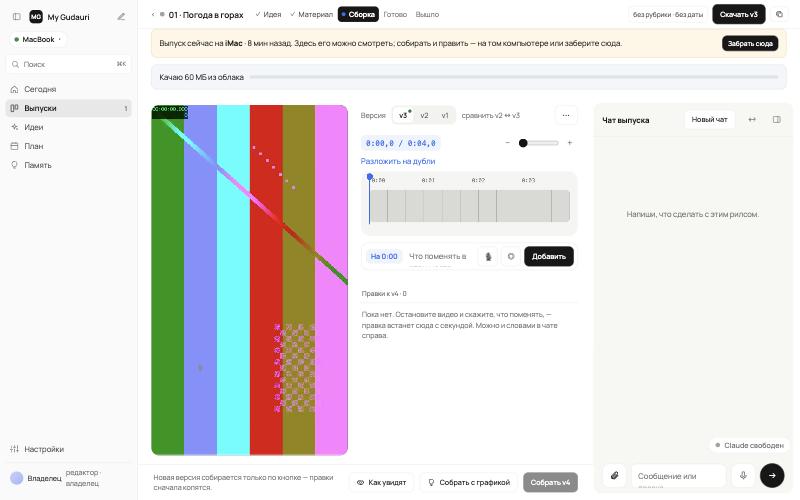 MG My Gudauri
MacBook
Поиск ⌘K
Сегодня
Выпуски 1
Идеи
План
Память
Настройки
Владелец редактор · владелец
01 · Погода в горах
Идея
Материал
Сборка
Готово
Вышло
без рубрики · без даты
Скачать v3
Выпуск сейчас на iMac · 8 мин назад. Здесь его можно смотреть; собирать и править — на том компьютере или заберите сюда.
Забрать сюда
Качаю 60 МБ из облака
Версия v3 v2 v1 сравнить v2 ↔ v3
0:00,0 / 0:04,0
Разложить на дубли
0:00 0:01 0:02 0:03
На 0:00 Что поменять в
Добавить
Правки к v4 · 0
Пока нет. Остановите видео и скажите, что поменять, —
правка встанет сюда с секундой. Можно и словами в чате
справа.
Новая версия собирается только по кнопке — правки
сначала копятся.
Как увидят
Собрать с графикой
Собрать v4
Чат выпуска
Новый чат
Напиши, что сделать с этим рилсом.
Claude свободен
Сообщение или